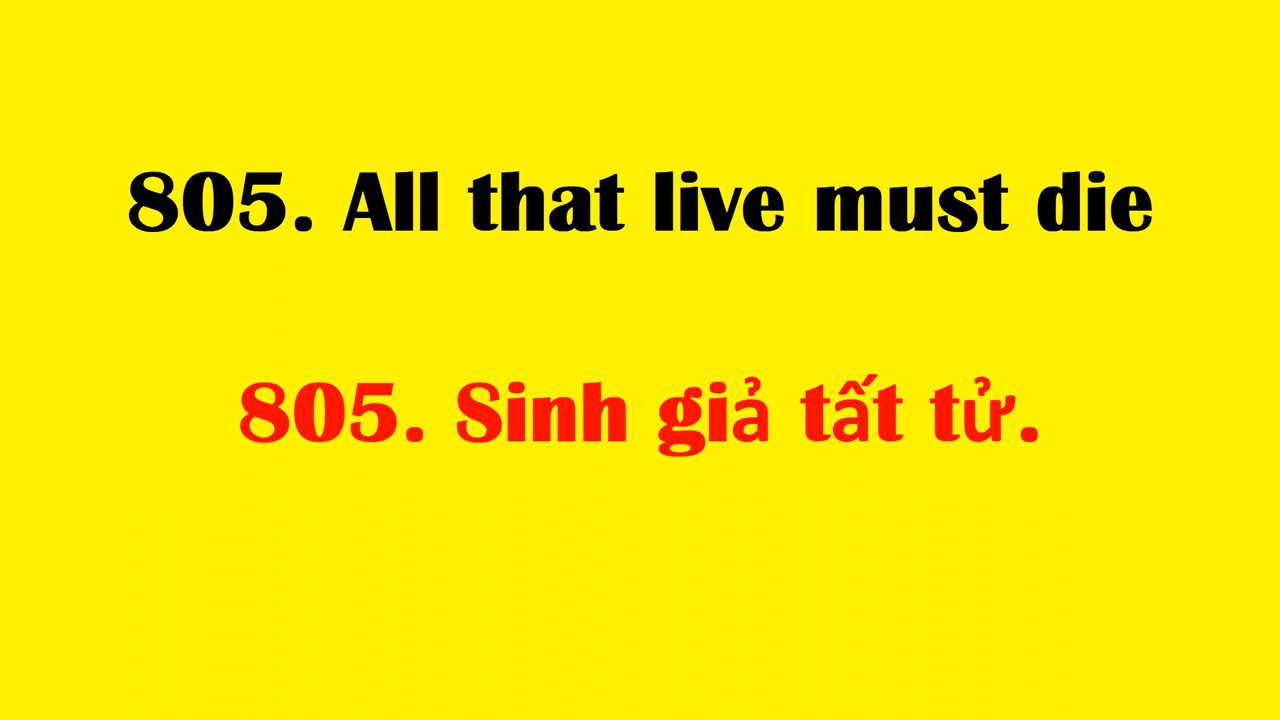 805. All that live must die
805. Sinh giả tất tử.